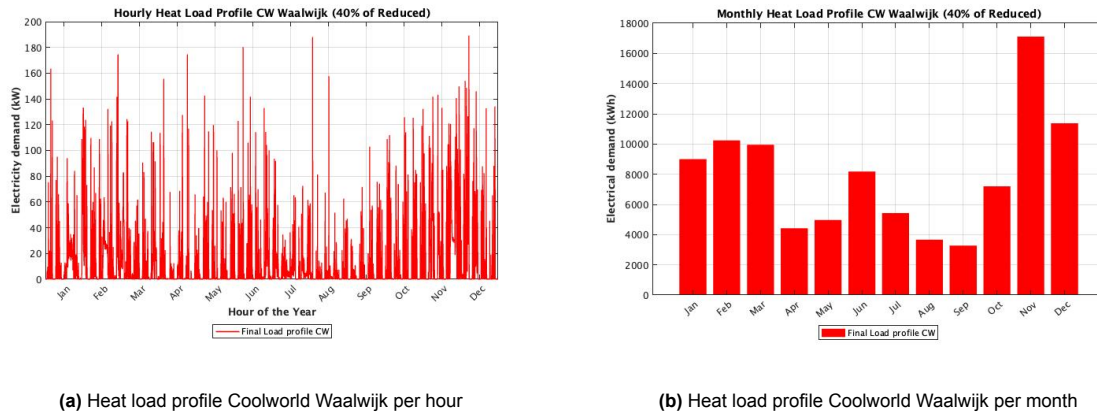 Hourly Heat Load Profile CW Waalwijk (40% of Reduced)
Electricity demand (kW)
200
180
160
140
120
100
80
60
40
20
0
Jan Feb Mar Apr May Jun Jul Aug Sep Oct Nov Dec
Hour of the Year
Final Load profile CW
(a) Heat load profile Coolworld Waalwijk per hour
Monthly Heat Load Profile CW Waalwijk (40% of Reduced)
Electrical demand (kWh)
18000
16000
14000
12000
10000
8000
6000
4000
2000
0
Jan Feb Mar Apr May Jun Jul Aug Sep Oct Nov Dec
Final Load profile CW
(b) Heat load profile Coolworld Waalwijk per month